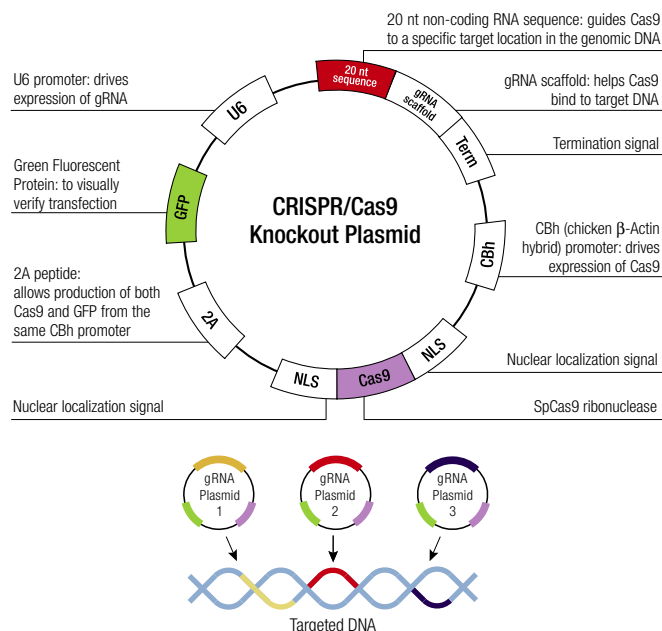 20 nt non-coding RNA sequence: guides Cas9
to a specific target location in the genomic DNA
U6 promoter: drives
expression of gRNA
20 nt
sequence
gRNA
scaffold
gRNA scaffold: helps Cas9
bind to target DNA
U6
Term
Termination signal
Green Fluorescent
Protein: to visually
verify transfection
GFP
CRISPR/Cas9
Knockout Plasmid
CBh
CBh (chicken β-Actin
hybrid) promoter: drives
expression of Cas9
2A peptide:
allows production of both
Cas9 and GFP from the
same CBh promoter
2A
NLS
Cas9
NLS
Nuclear localization signal
Nuclear localization signal
SpCas9 ribonuclease
gRNA
Plasmid
1
gRNA
Plasmid
2
gRNA
Plasmid
3
Targeted DNA